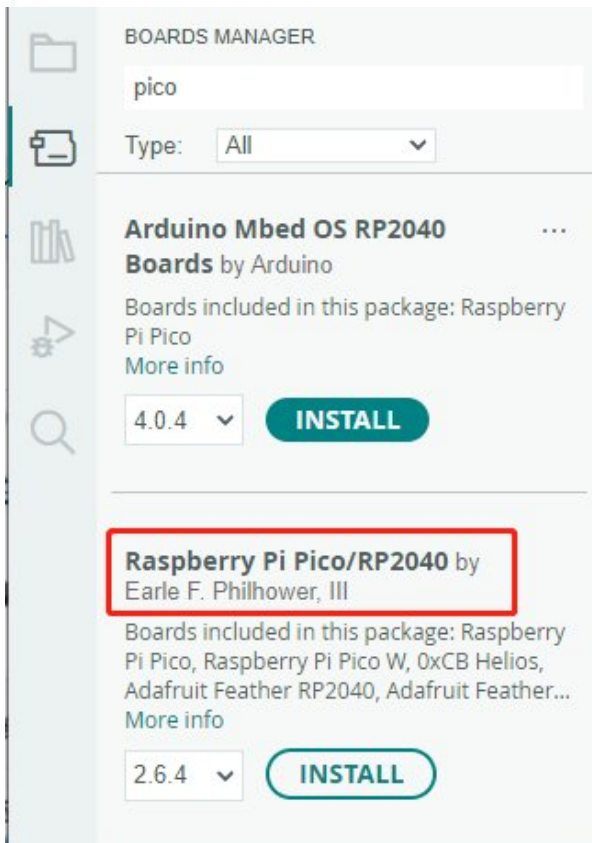 BOARDS MANAGER
pico
Type: All
Arduino Mbed OS RP2040
Boards by Arduino
Boards included in this package: Raspberry
Pi Pico
More info
4.0.4 INSTALL
Raspberry Pi Pico/RP2040 by
Earle F. Philhower, III
Boards included in this package: Raspberry
Pi Pico, Raspberry Pi Pico W, 0xCB Helios,
Adafruit Feather RP2040, Adafruit Feather...
More info
2.6.4 INSTALL